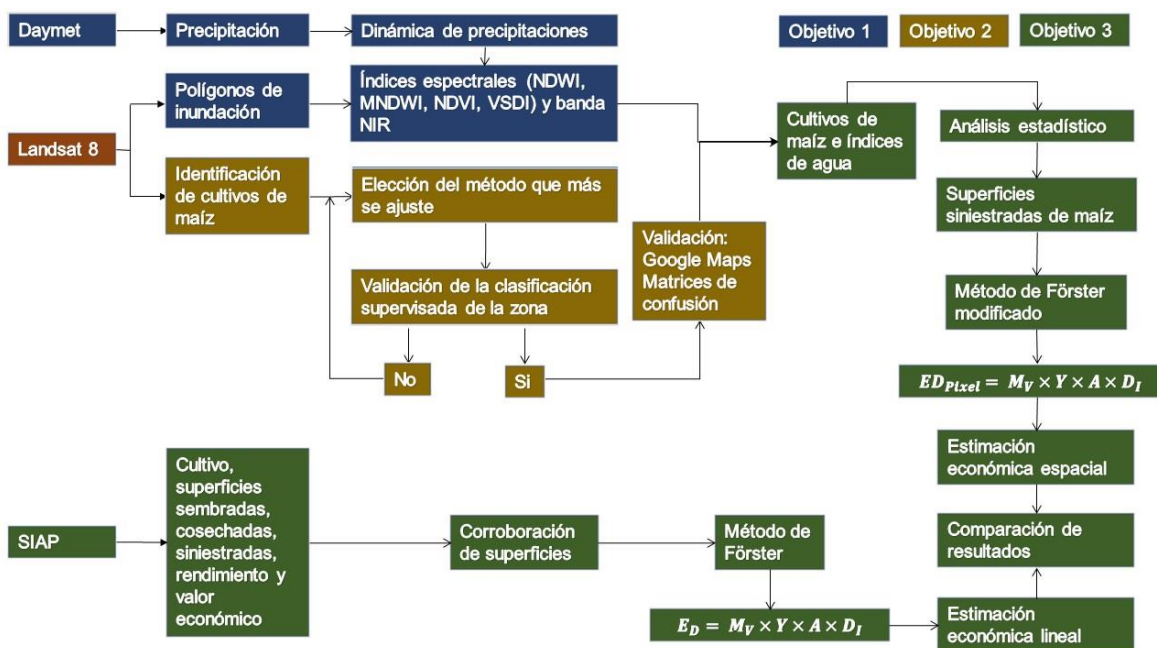 Daymet
Precipitación
Dinámica de precipitaciones
Objetivo 1
Objetivo 2
Objetivo 3
Landsat 8
Polígonos de
inundación
Índices espectrales (NDWI,
MNDWI, NDVI, VSDI) y banda
NIR
Identificación
de cultivos de
maíz
Elección del método que más
se ajuste
Validación de la clasificación
supervisada de la zona
No
Si
Validación:
Google Maps
Matrices de
confusión
Cultivos de
maíz e índices
de agua
Análisis estadístico
Superficies
siniestradas de maíz
Método de Förster
modificado
ED_Pixel = M_V × Y × A × D_I
Estimación
económica espacial
Comparación de
resultados
SIAP
Cultivo,
superficies
sembradas,
cosechadas,
siniestradas,
rendimiento y
valor
económico
Corroboración
de superficies
Método de
Förster
E_D = M_V × Y × A × D_I
Estimación
económica lineal